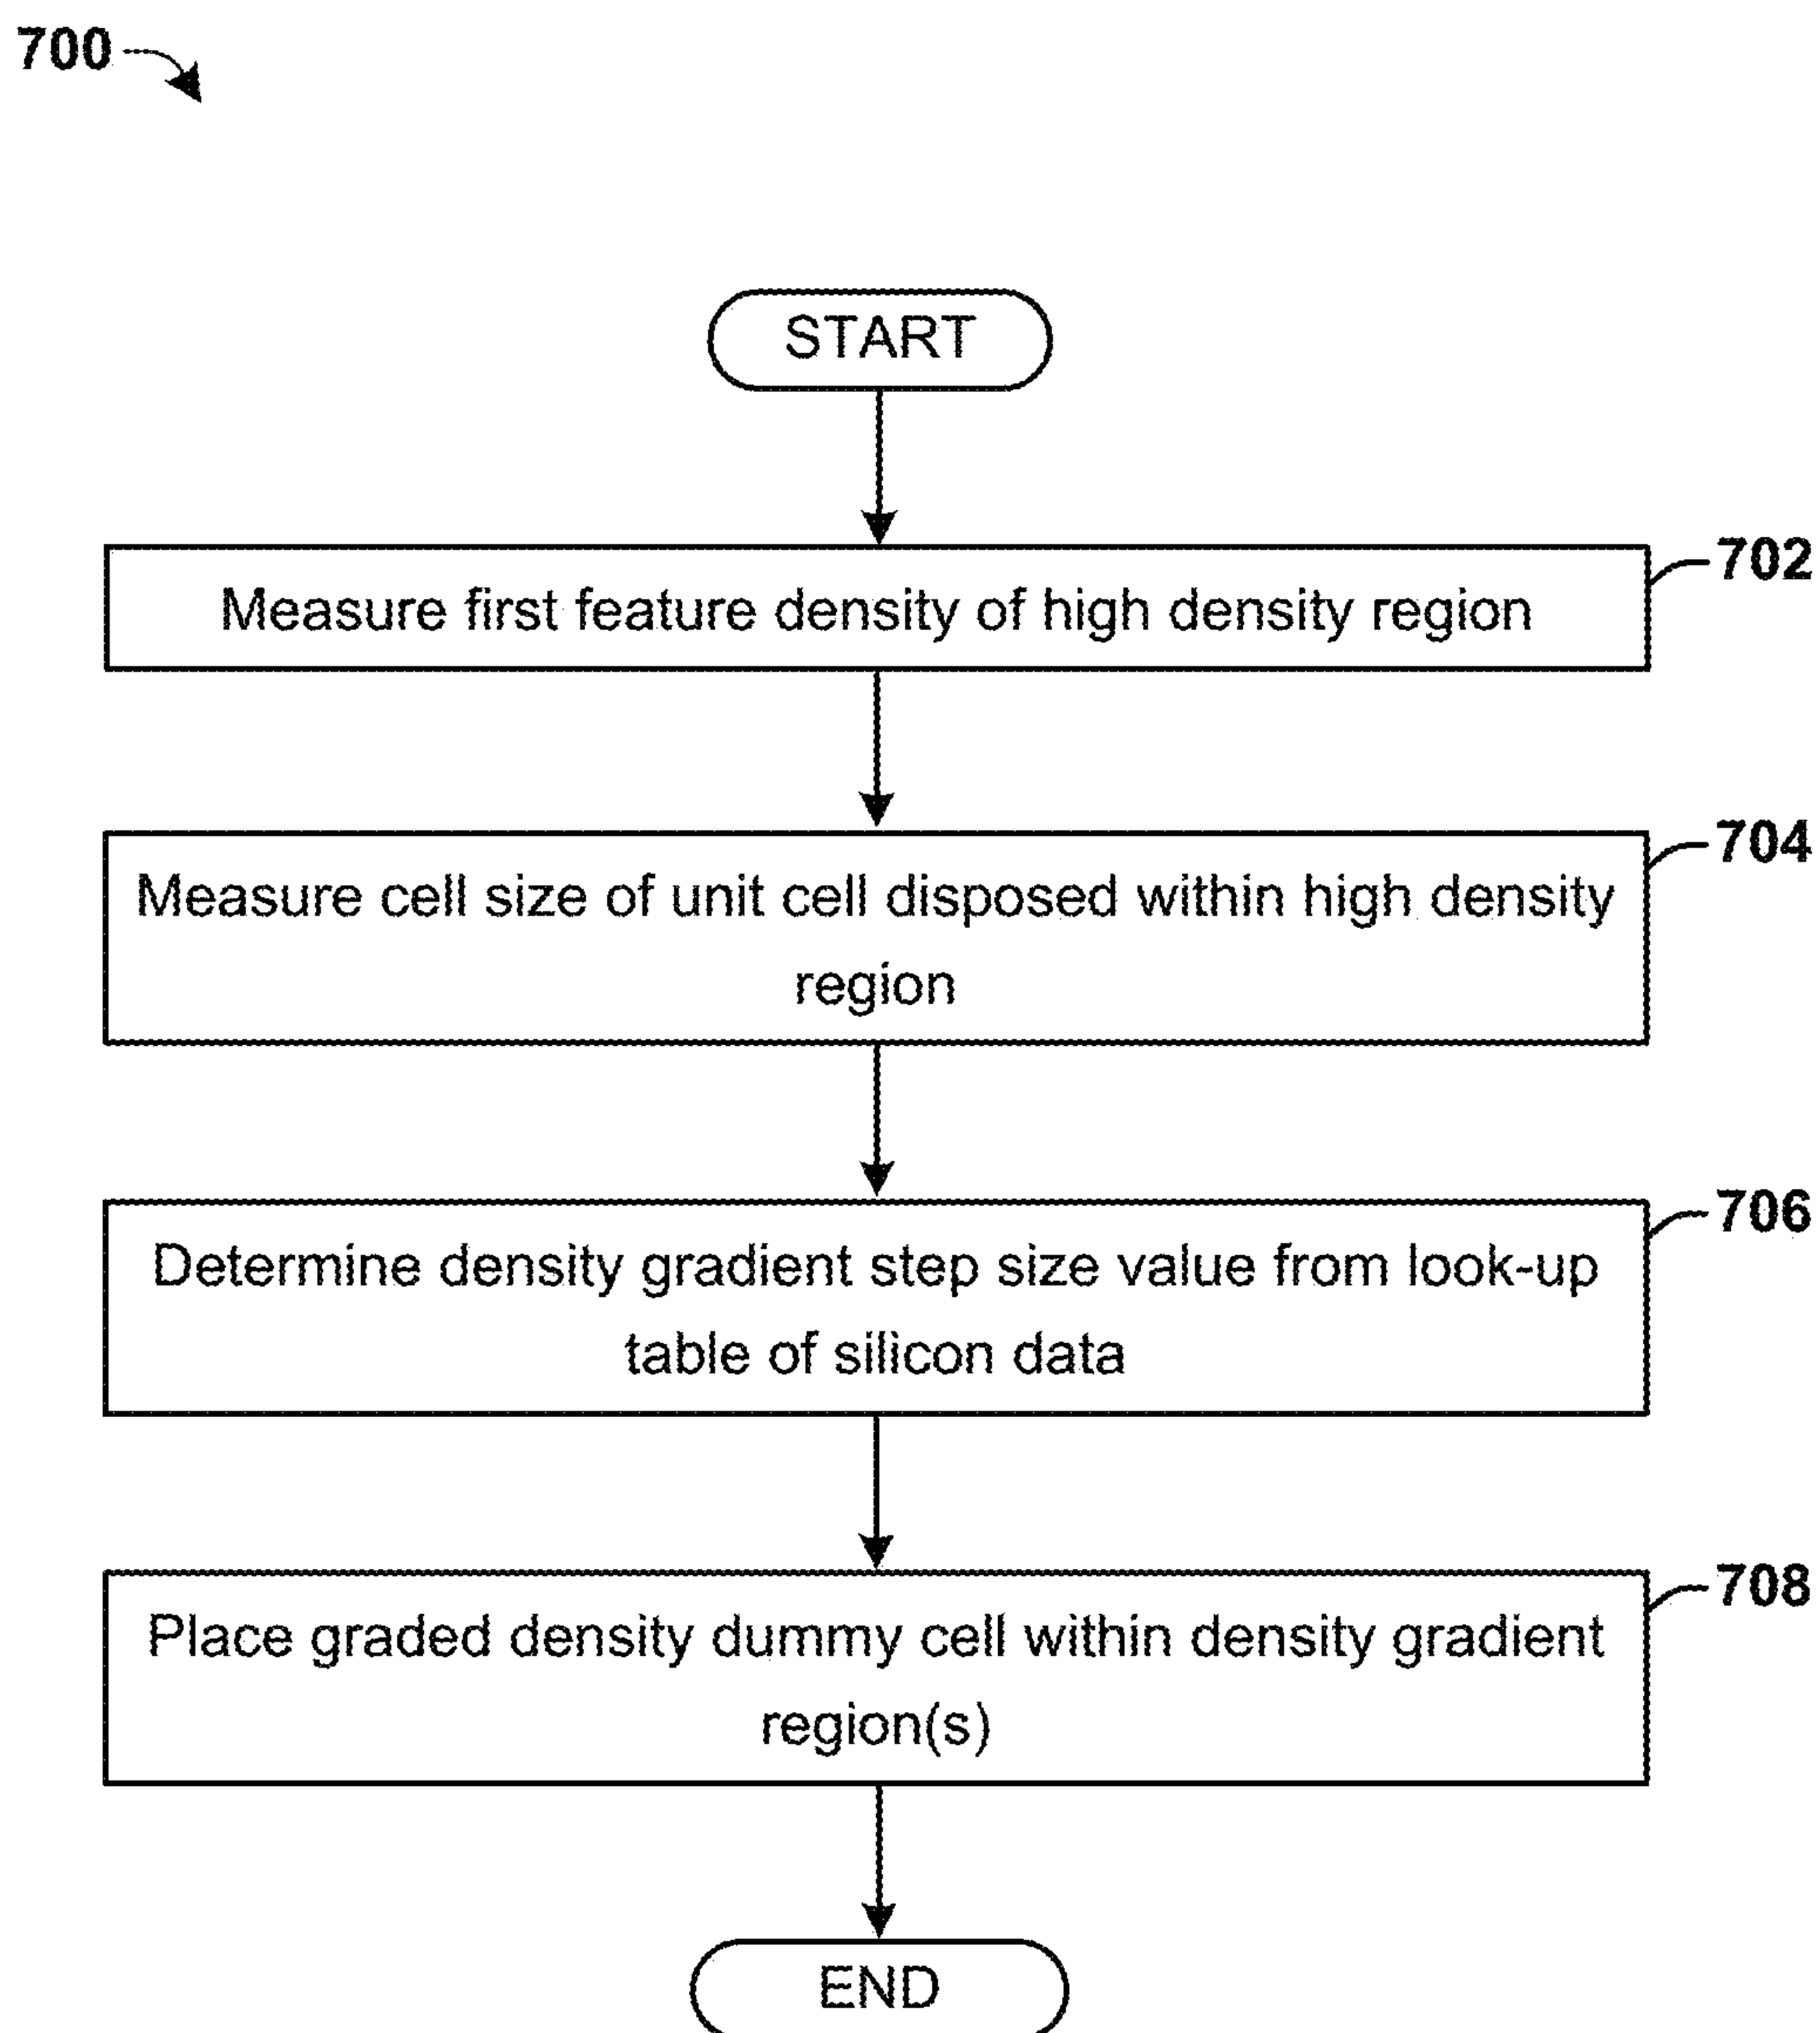 700
START
702
Measure first feature density of high density region
704
Measure cell size of unit cell disposed within high density
region
706
Determine density gradient step size value from look-up
table of silicon data
708
Place graded density dummy cell within density gradient
region(s)
END